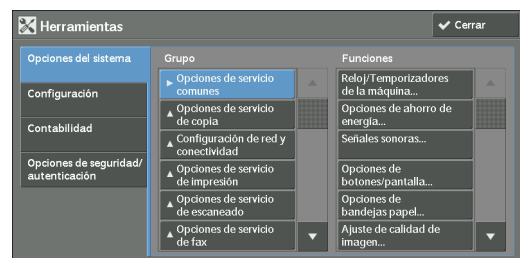 Herramientas
Cerrar
Opciones del sistema
Configuración
Contabilidad
Opciones de seguridad/
autenticación
Grupo
Opciones de servicio
comunes
Opciones de servicio
de copia
Configuración de red y
conectividad
Opciones de servicio
de impresión
Opciones de servicio
de escaneado
Opciones de servicio
de fax
Funciones
Reloj/Temporizadores
de la máquina...
Opciones de ahorro de
energía...
Señales sonoras...
Opciones de
botones/pantalla...
Opciones de
bandejas papel...
Ajuste de calidad de
imagen...